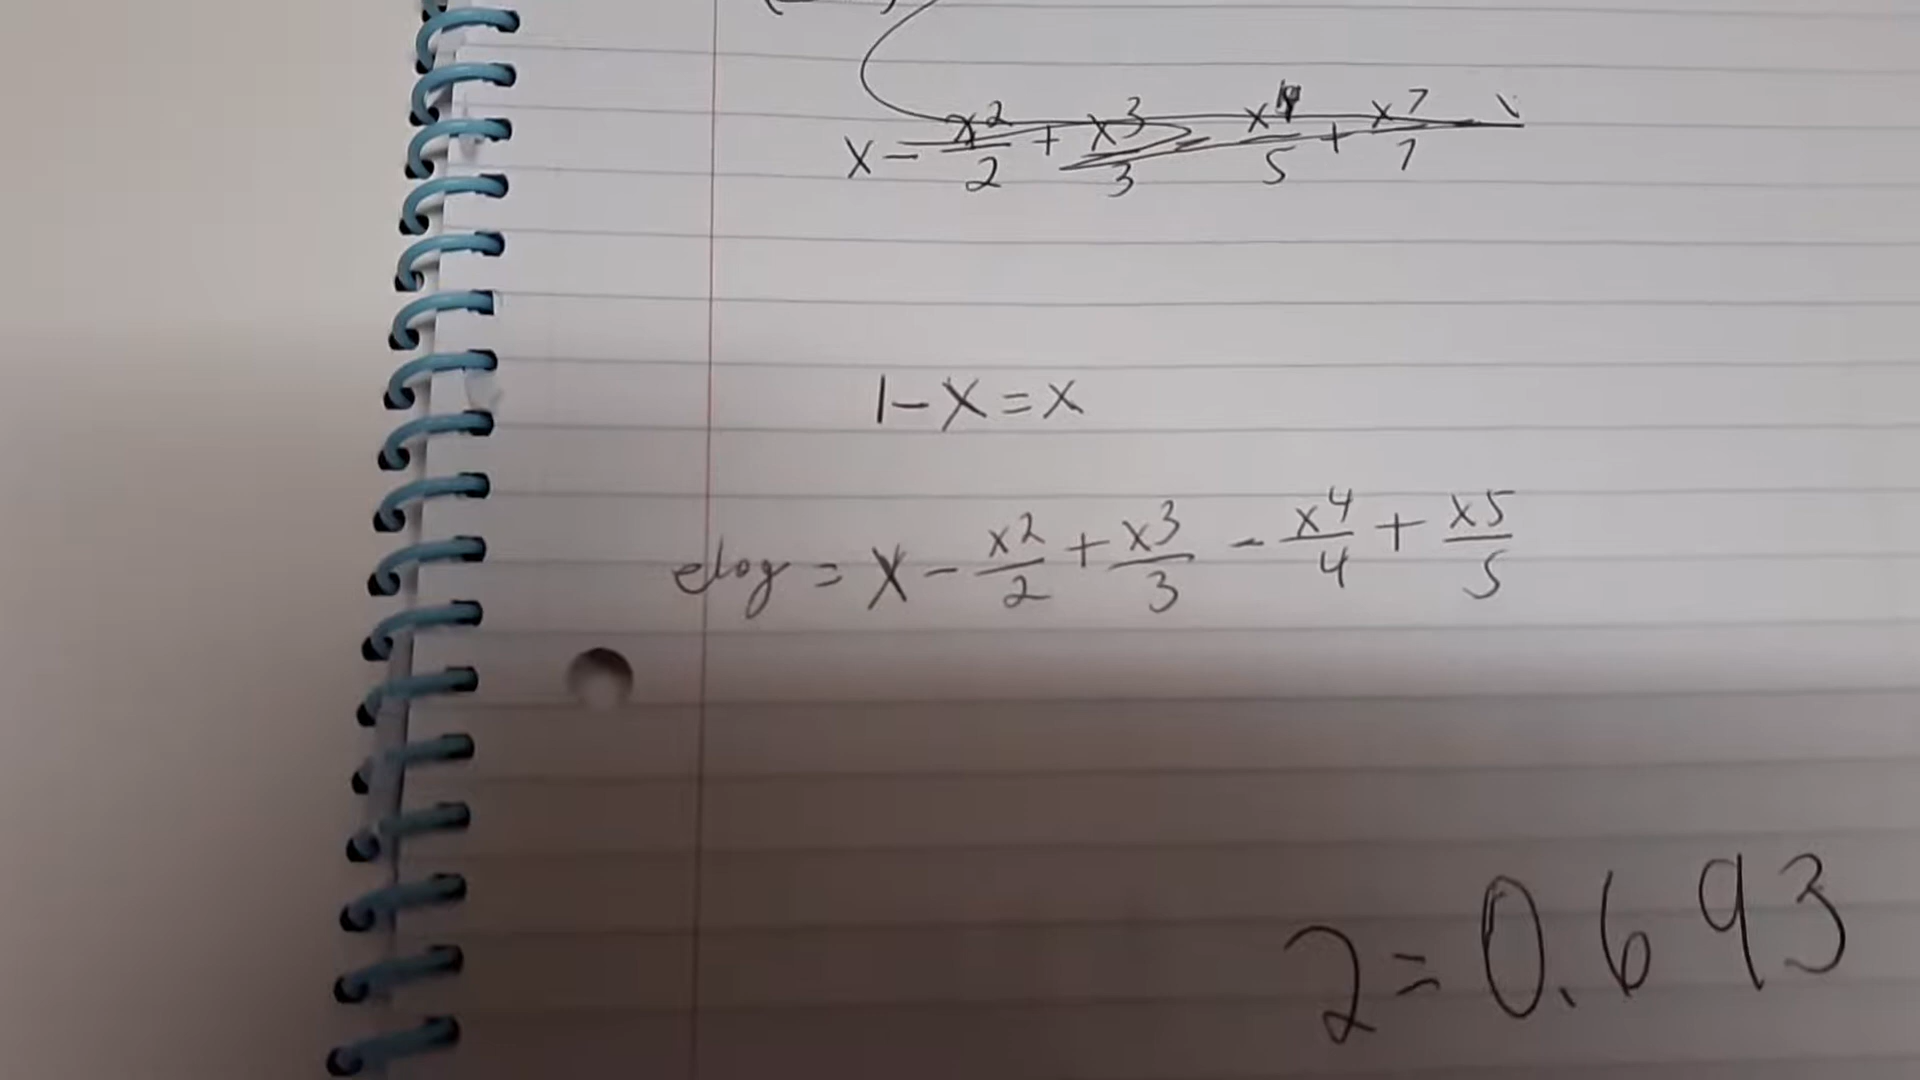 x - x²/2 + x³/3 - x⁴/5 + x⁷/7
1 - x = x
elog = x - x²/2 + x³/3 - x⁴/4 + x5/5
2 = 0.693